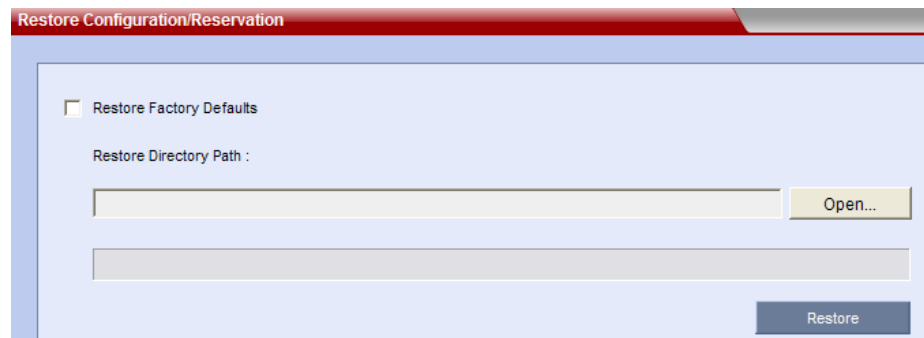 Restore Configuration/Reservation
Restore Factory Defaults
Restore Directory Path :
Open...
Restore